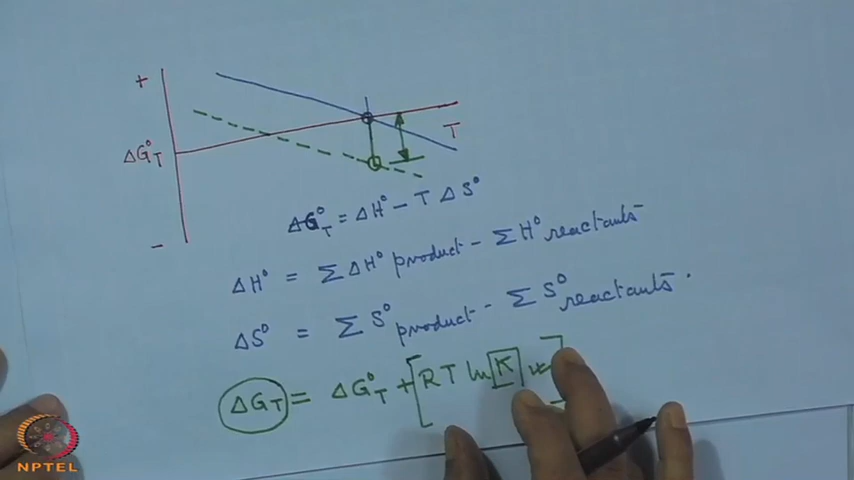 +
ΔG°T
T
−
ΔG°T = ΔH° − T ΔS°
ΔH° = ΣΔH° product − ΣH° reactants
ΔS° = ΣS° product − ΣS° reactants.
ΔGT = ΔG°T + [RT ln K
NPTEL